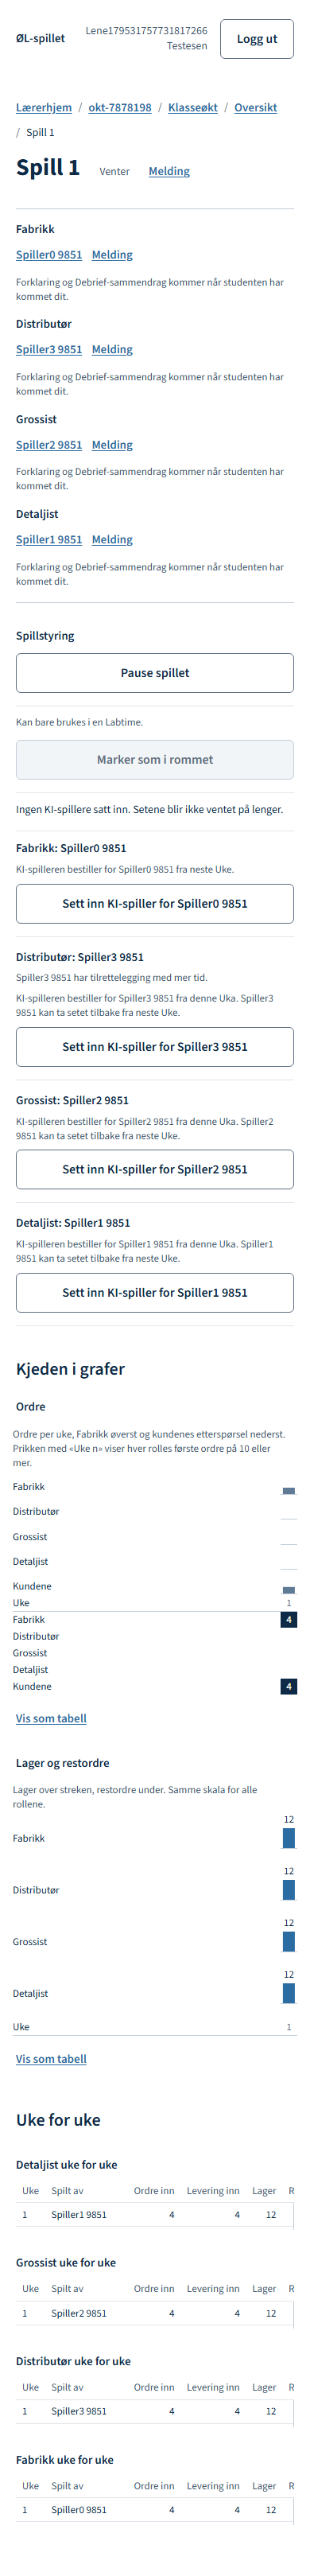 ØL-spillet
Lene179531757731817266
Testesen
Logg ut
Lærerhjem / okt-7878198 / Klasseøkt / Oversikt
/ Spill 1
Spill 1 Venter Melding
Fabrikk
Spiller0 9851 Melding
Forklaring og Debrief-sammendrag kommer når studenten har
kommet dit.
Distributør
Spiller3 9851 Melding
Forklaring og Debrief-sammendrag kommer når studenten har
kommet dit.
Grossist
Spiller2 9851 Melding
Forklaring og Debrief-sammendrag kommer når studenten har
kommet dit.
Detaljist
Spiller1 9851 Melding
Forklaring og Debrief-sammendrag kommer når studenten har
kommet dit.
Spillstyring
Pause spillet
Kan bare brukes i en Labtime.
Marker som i rommet
Ingen KI-spillere satt inn. Setene blir ikke ventet på lenger.
Fabrikk: Spiller0 9851
KI-spilleren bestiller for Spiller0 9851 fra neste Uke.
Sett inn KI-spiller for Spiller0 9851
Distributør: Spiller3 9851
Spiller3 9851 har tilrettelegging med mer tid.
KI-spilleren bestiller for Spiller3 9851 fra denne Uka. Spiller3
9851 kan ta setet tilbake fra neste Uke.
Sett inn KI-spiller for Spiller3 9851
Grossist: Spiller2 9851
KI-spilleren bestiller for Spiller2 9851 fra denne Uka. Spiller2
9851 kan ta setet tilbake fra neste Uke.
Sett inn KI-spiller for Spiller2 9851
Detaljist: Spiller1 9851
KI-spilleren bestiller for Spiller1 9851 fra denne Uka. Spiller1
9851 kan ta setet tilbake fra neste Uke.
Sett inn KI-spiller for Spiller1 9851
Kjeden i grafer
Ordre
Ordre per uke, Fabrikk øverst og kundenes etterspørsel nederst.
Prikken med «Uke n» viser hver rolles første ordre på 10 eller
mer.
Fabrikk
Distributør
Grossist
Detaljist
Kundene
Uke 1
Fabrikk 4
Distributør
Grossist
Detaljist
Kundene 4
Vis som tabell
Lager og restordre
Lager over streken, restordre under. Samme skala for alle
rollene.
12
Fabrikk
12
Distributør
12
Grossist
12
Detaljist
Uke 1
Vis som tabell
Uke for uke
Detaljist uke for uke
Uke Spilt av Ordre inn Levering inn Lager R
1 Spiller1 9851 4 4 12
Grossist uke for uke
Uke Spilt av Ordre inn Levering inn Lager R
1 Spiller2 9851 4 4 12
Distributør uke for uke
Uke Spilt av Ordre inn Levering inn Lager R
1 Spiller3 9851 4 4 12
Fabrikk uke for uke
Uke Spilt av Ordre inn Levering inn Lager R
1 Spiller0 9851 4 4 12